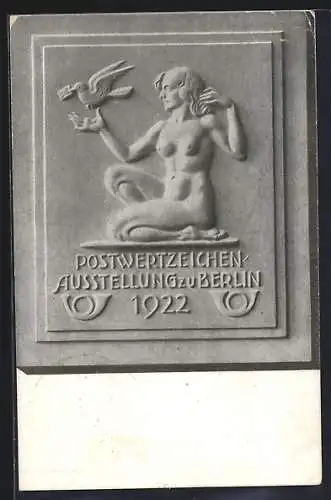 POSTWERTZEICHEN-
AUSSTELLUNG ZU BERLIN
1922